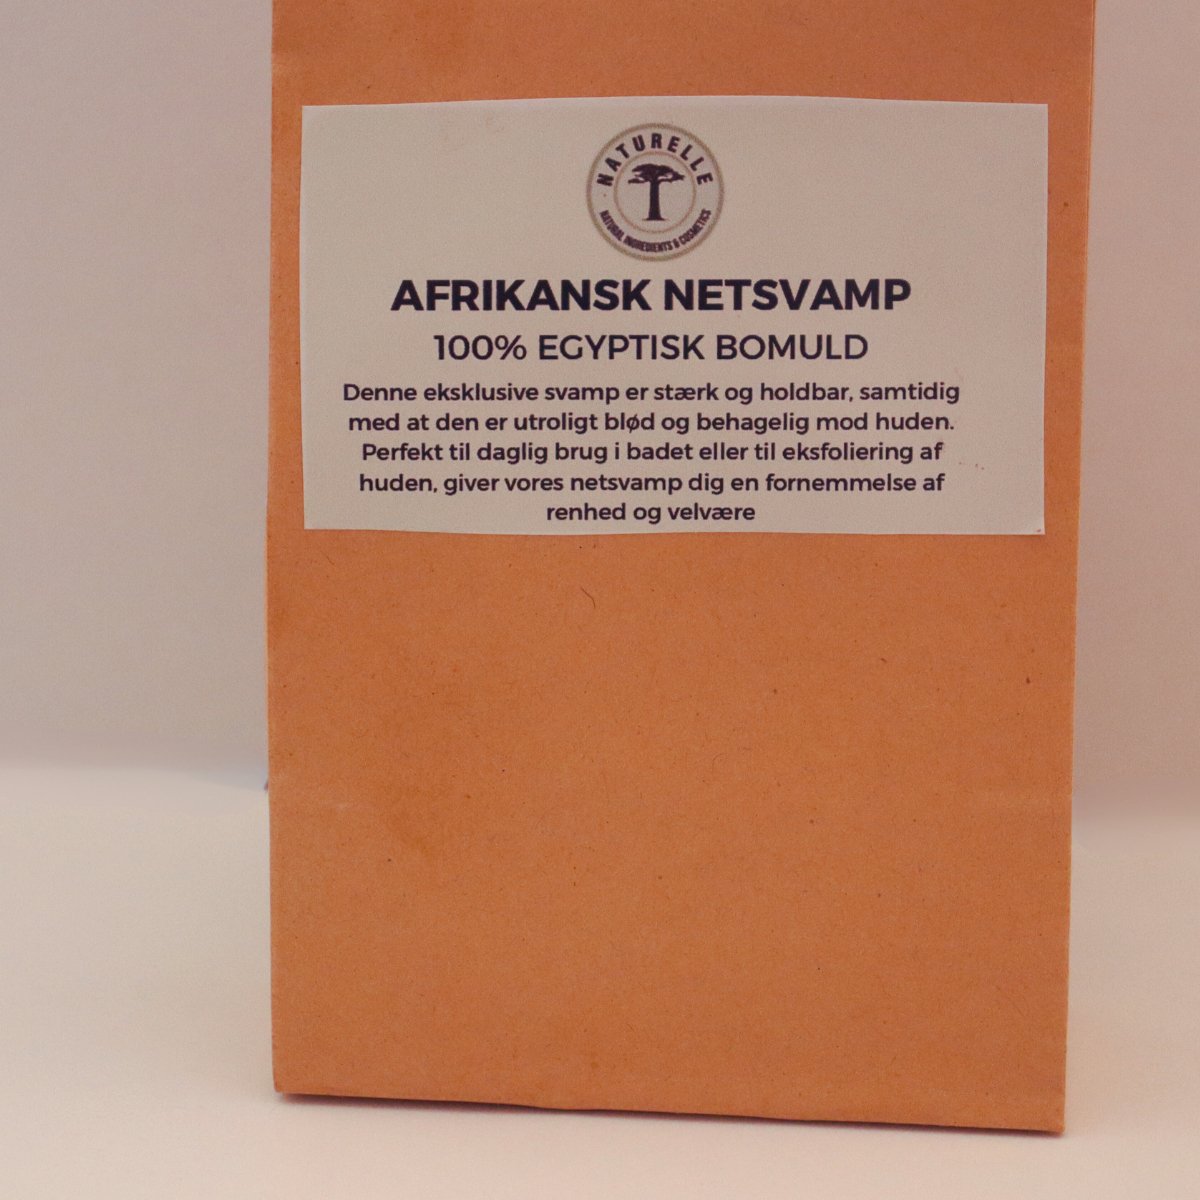 NATURELLE
NATURAL INGREDIENTS & COSMETICS
AFRIKANSK NETSVAMP
100% EGYPTISK BOMULD
Denne eksklusive svamp er stærk og holdbar, samtidig
med at den er utroligt blød og behagelig mod huden.
Perfekt til daglig brug i badet eller til eksfoliering af
huden, giver vores netsvamp dig en fornemmelse af
renhed og velvære